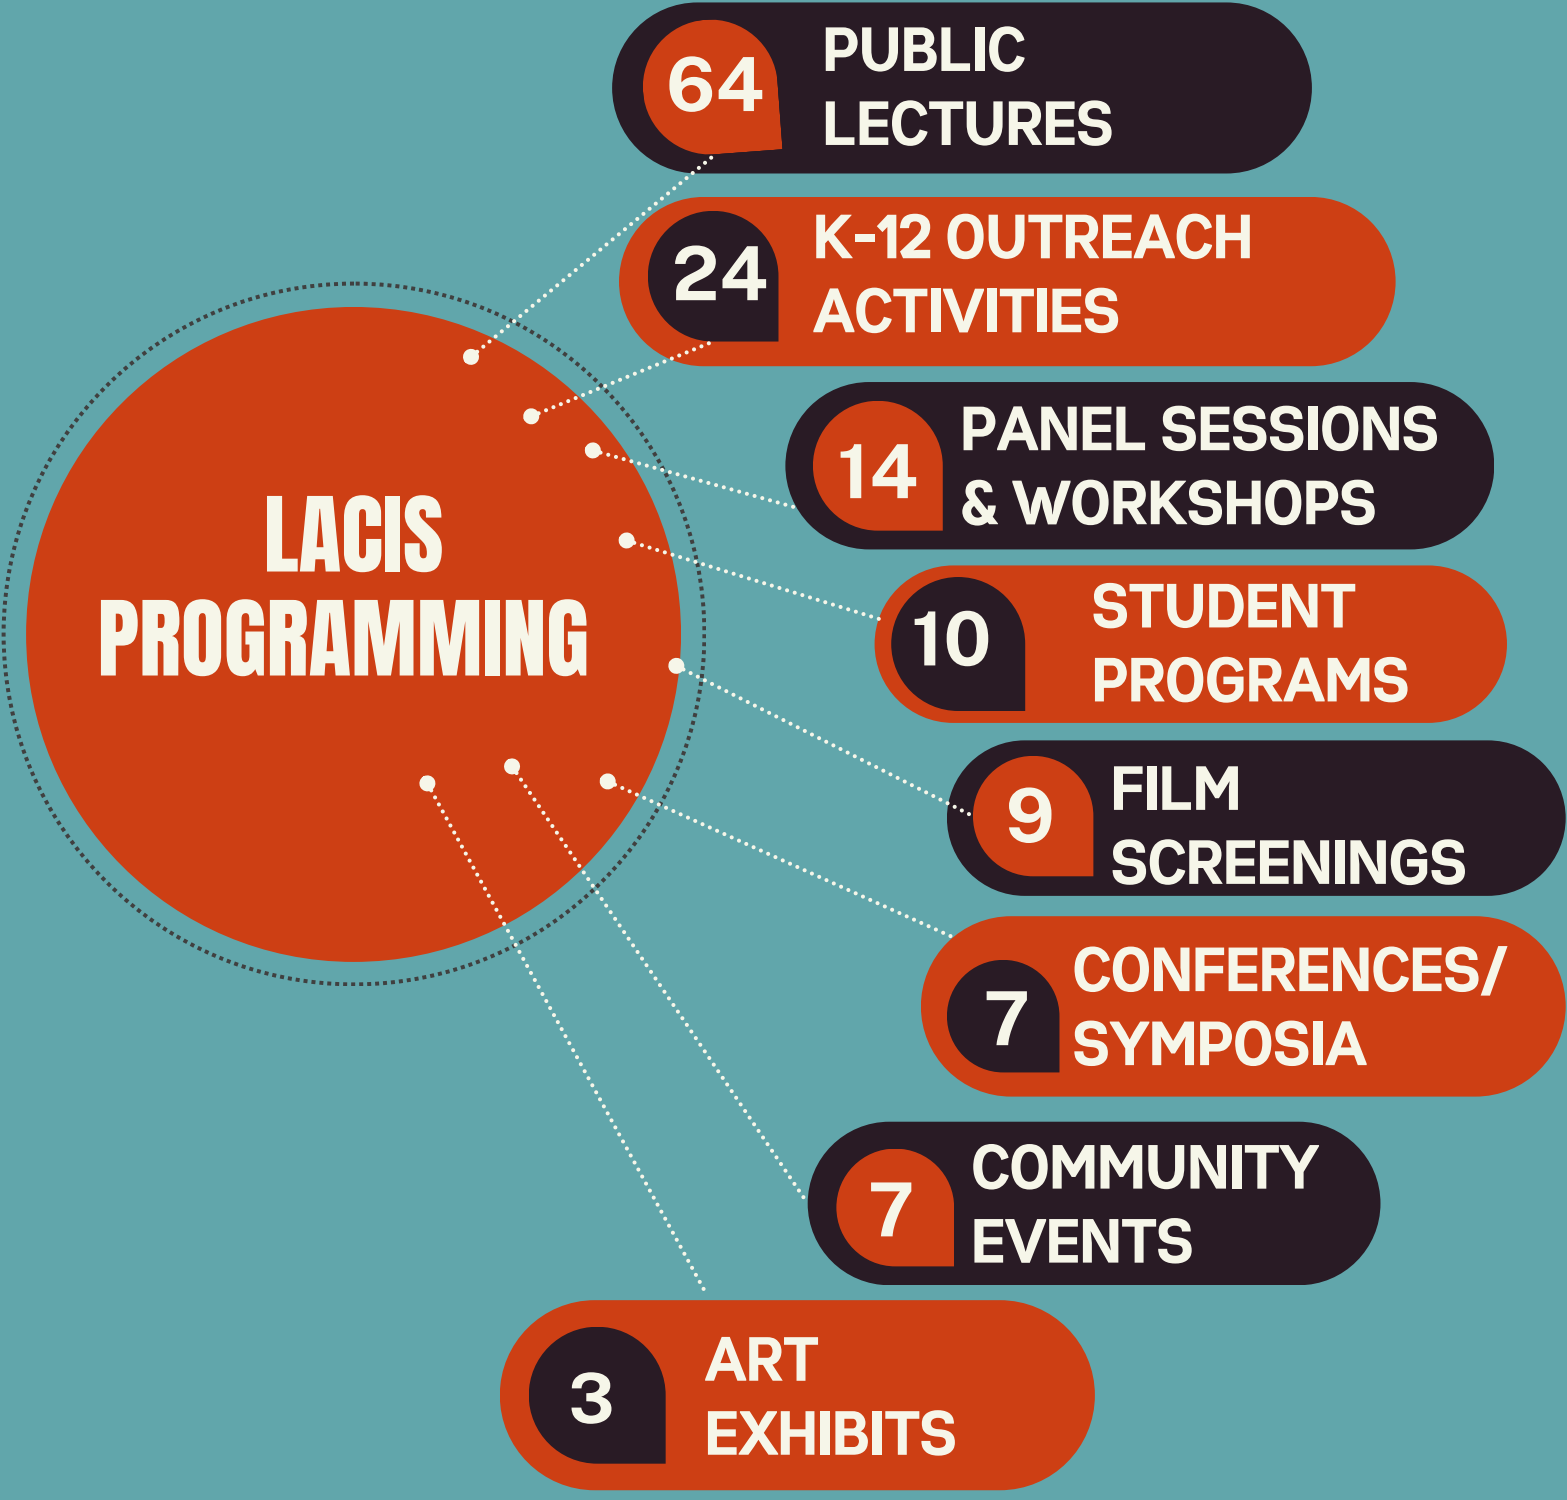 64
PUBLIC
LECTURES
24
K-12 OUTREACH
ACTIVITIES
14
PANEL SESSIONS
& WORKSHOPS
LACIS
PROGRAMMING
10
STUDENT
PROGRAMS
9
FILM
SCREENINGS
7
CONFERENCES/
SYMPOSIA
7
COMMUNITY
EVENTS
3
ART
EXHIBITS